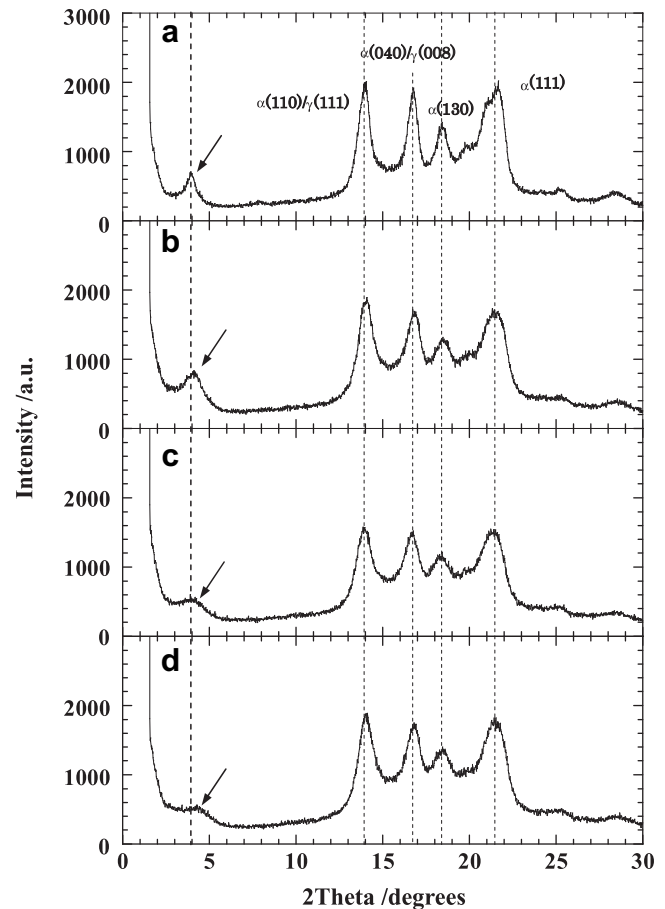 3000
a
α(040)/γ(008)
α(110)/γ(111)
α(130)
α(111)
2000
1000
0
b
2000
1000
0
c
2000
1000
0
d
2000
1000
0
0 5 10 15 20 25 30
Intensity /a.u.
2Theta /degrees